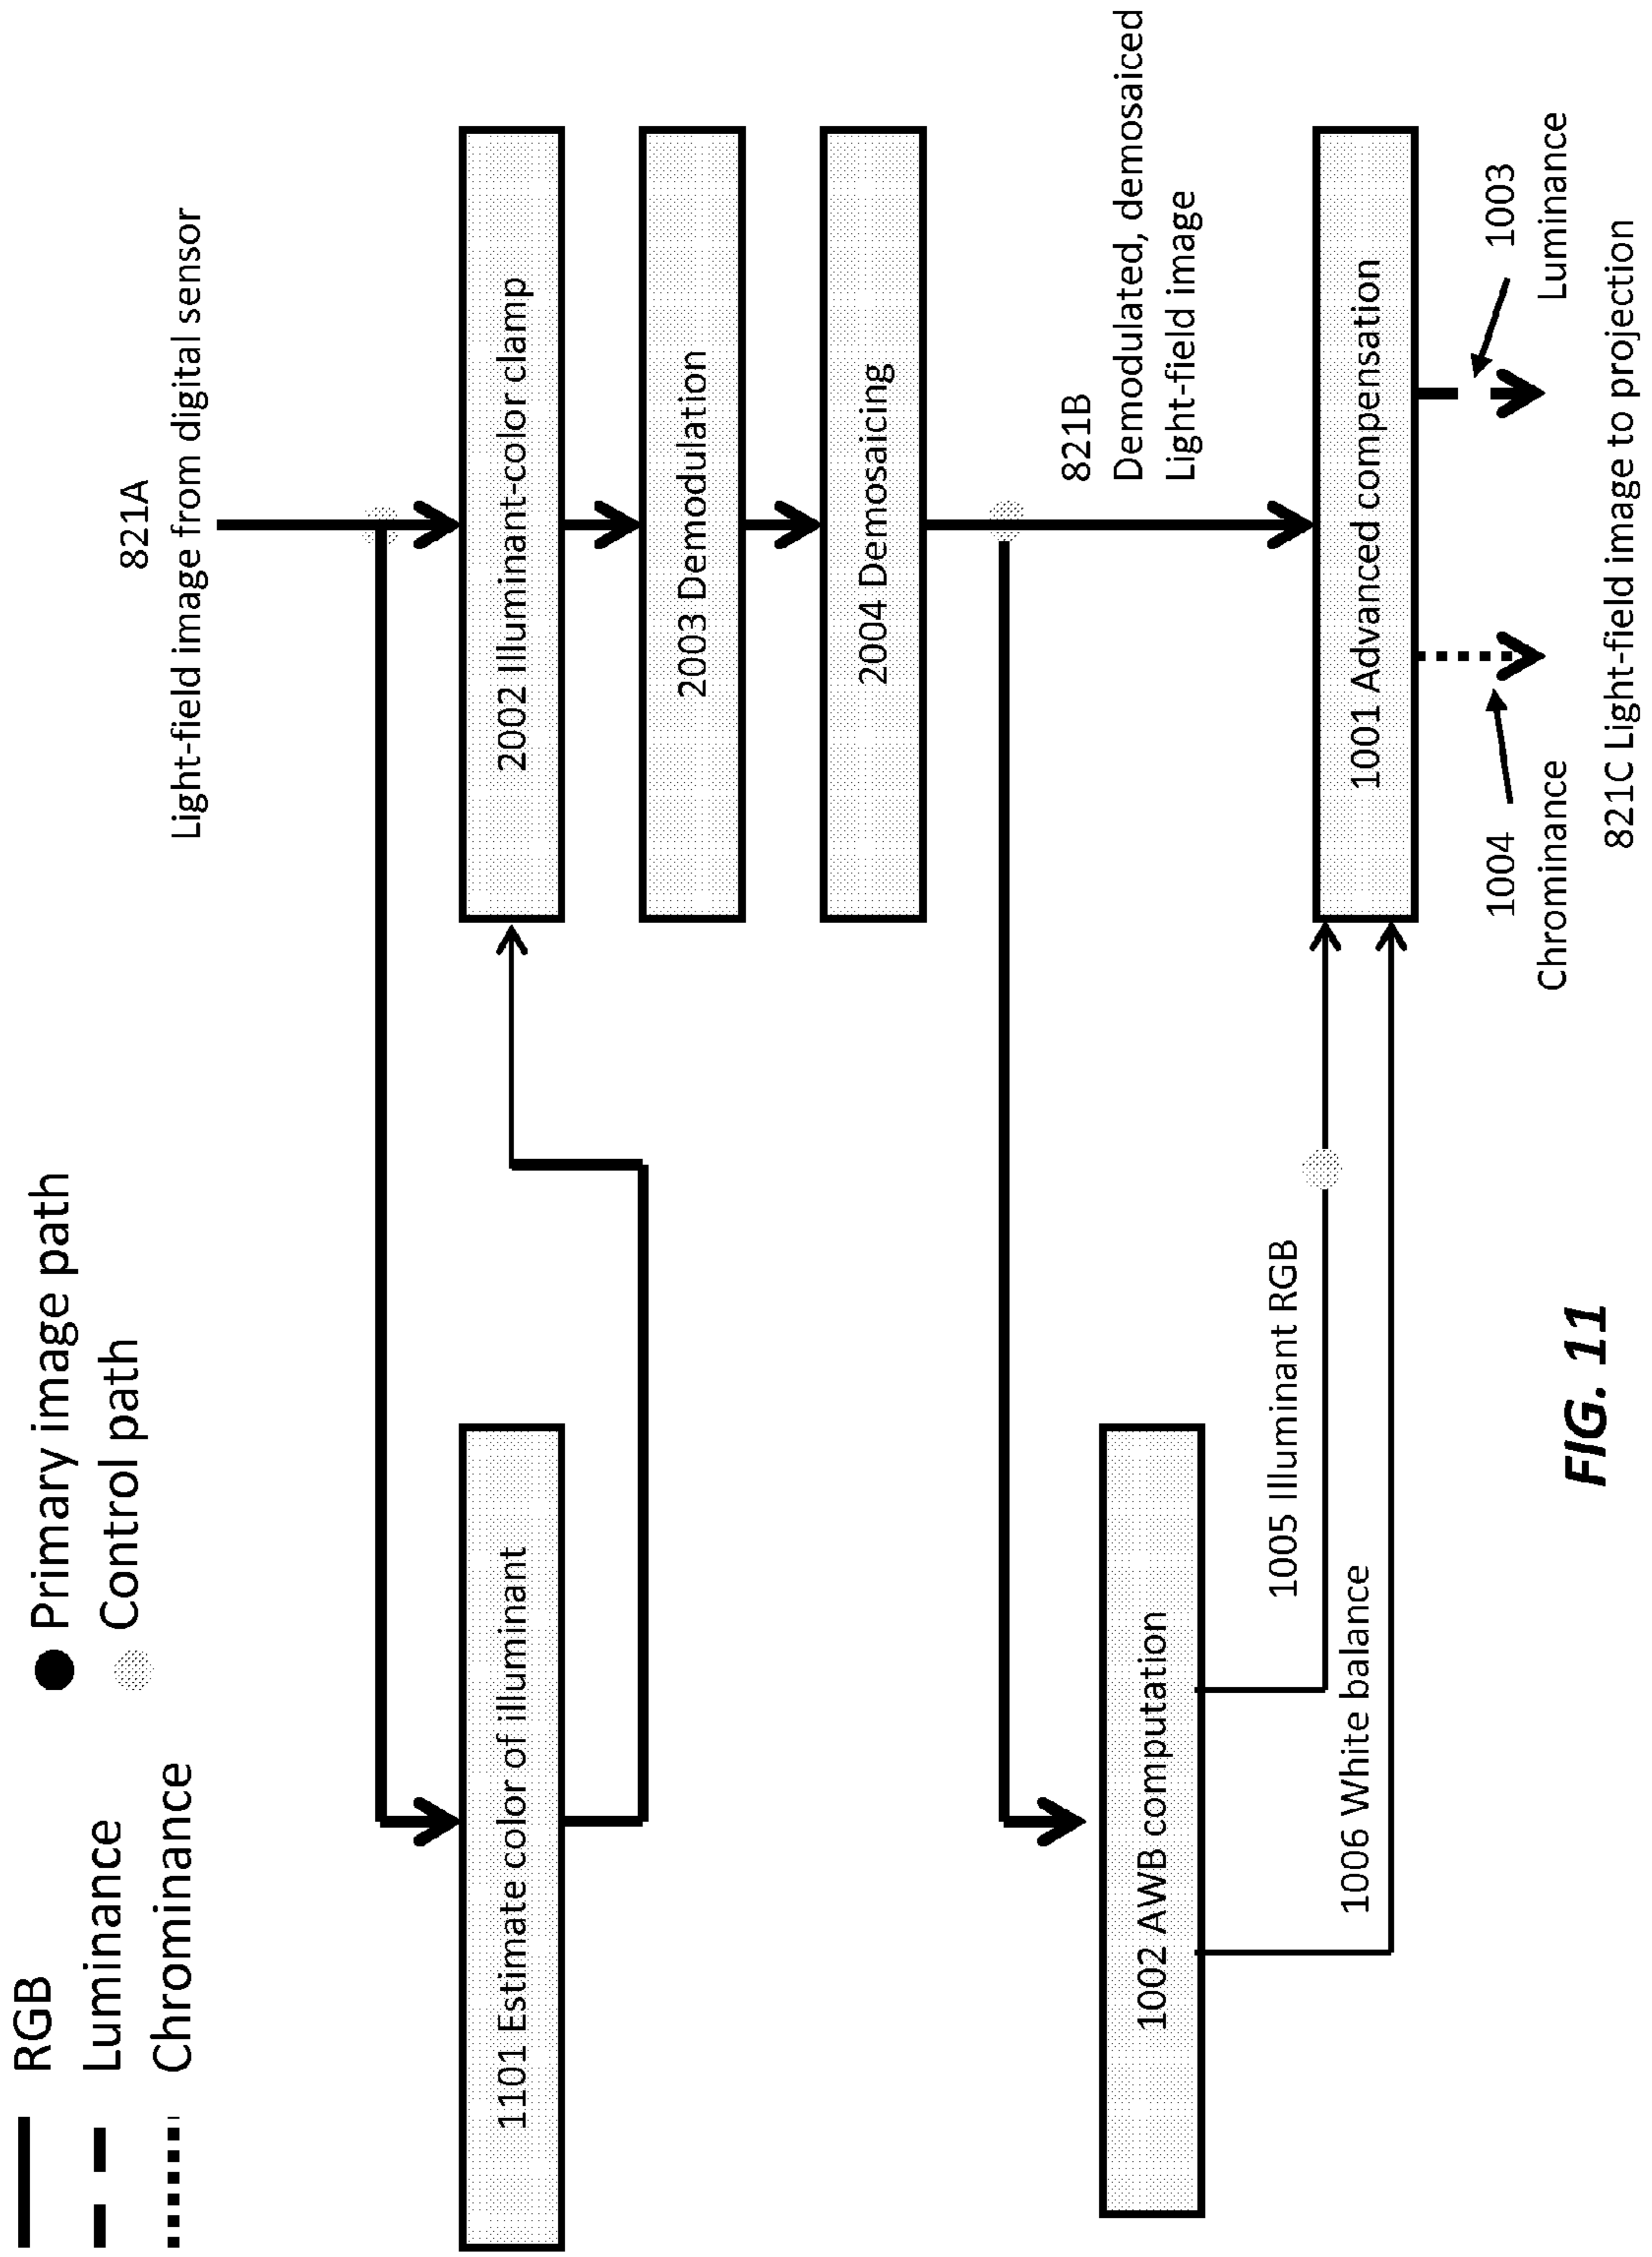 RGB
Luminance
Chrominance
Primary image path
Control path
821A
Light-field image from digital sensor
1101 Estimate color of illuminant
2002 Illuminant-color clamp
2003 Demodulation
2004 Demosaicing
821B
Demodulated, demosaiced
Light-field image
1002 AWB computation
1005 Illuminant RGB
1006 White balance
1001 Advanced compensation
1004
Chrominance
1003
Luminance
821C Light-field image to projection
FIG. 11